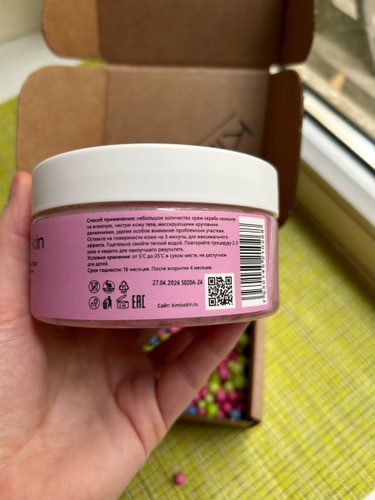 Способ применения: небольшое количество крем-скраба нанесите
на влажную, чистую кожу тела, массирующими круговыми
движениями, уделяя особое внимание проблемным участкам.
Оставьте на поверхности кожи на 3 минуты, для максимального
эффекта. Тщательно смойте теплой водой. Повторяйте процедуру 2-3
раза в неделю для наилучшего результата.
Условия хранения: от 5°С до 25°С в сухом месте, не доступном
для детей.
Срок годности: 18 месяцев. После вскрытия 4 месяцев.
27.04.2024 5020А-24
EAC
Сайт: kimisskin.ru